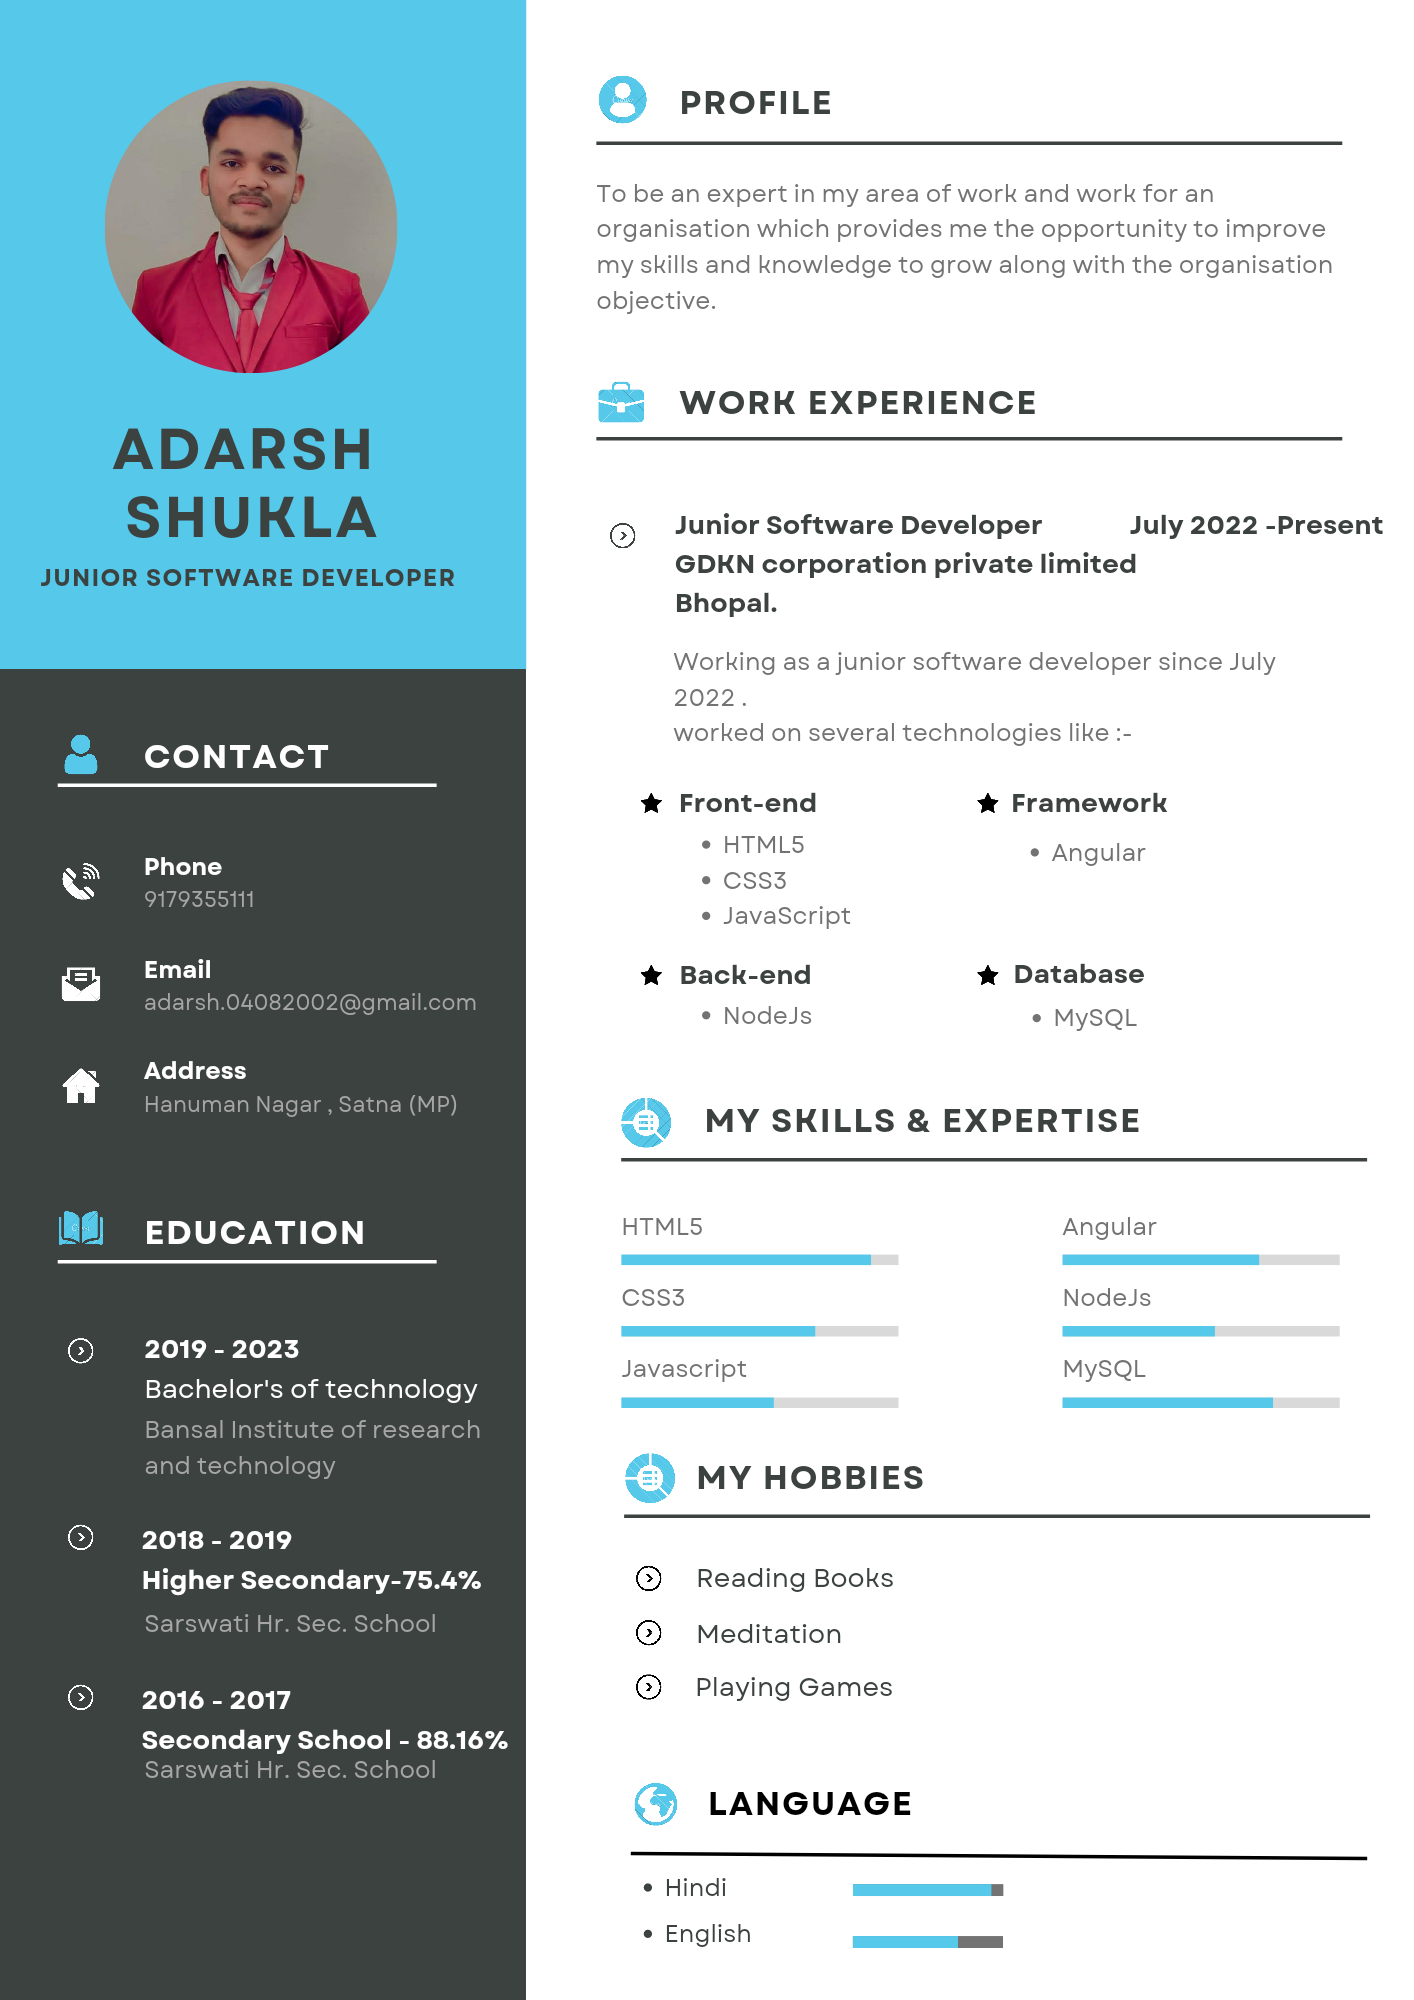 ADARSH
SHUKLA
JUNIOR SOFTWARE DEVELOPER
CONTACT
Phone
9179355111
Email
adarsh.04082002@gmail.com
Address
Hanuman Nagar , Satna (MP)
EDUCATION
2019 - 2023
Bachelor's of technology
Bansal Institute of research
and technology
2018 - 2019
Higher Secondary-75.4%
Sarswati Hr. Sec. School
2016 - 2017
Secondary School - 88.16%
Sarswati Hr. Sec. School
PROFILE
To be an expert in my area of work and work for an
organisation which provides me the opportunity to improve
my skills and knowledge to grow along with the organisation
objective.
WORK EXPERIENCE
Junior Software Developer July 2022 -Present
GDKN corporation private limited
Bhopal.
Working as a junior software developer since July
2022 .
worked on several technologies like :-
★ Front-end
• HTML5
• CSS3
• JavaScript
★ Framework
• Angular
★ Back-end
• NodeJs
★ Database
• MySQL
MY SKILLS & EXPERTISE
HTML5
CSS3
Javascript
Angular
NodeJs
MySQL
MY HOBBIES
Reading Books
Meditation
Playing Games
LANGUAGE
• Hindi
• English